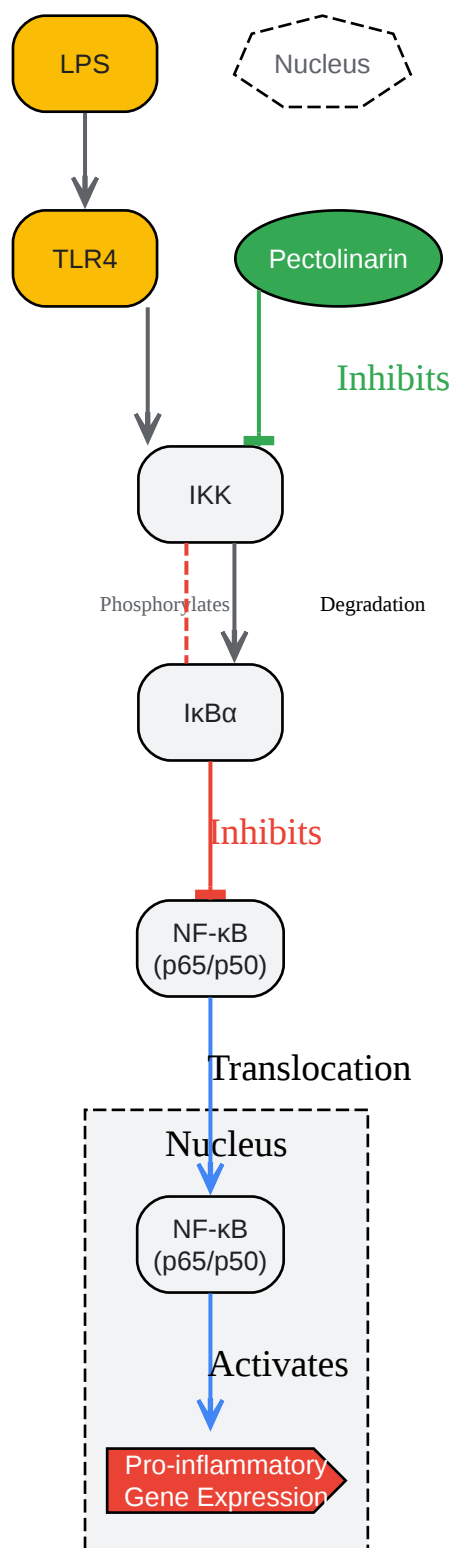 LPS
Nucleus
TLR4
Pectolinarin
Inhibits
IKK
Phosphorylates
Degradation
IκBα
Inhibits
NF-κB
(p65/p50)
Translocation
Nucleus
NF-κB
(p65/p50)
Activates
Pro-inflammatory
Gene Expression